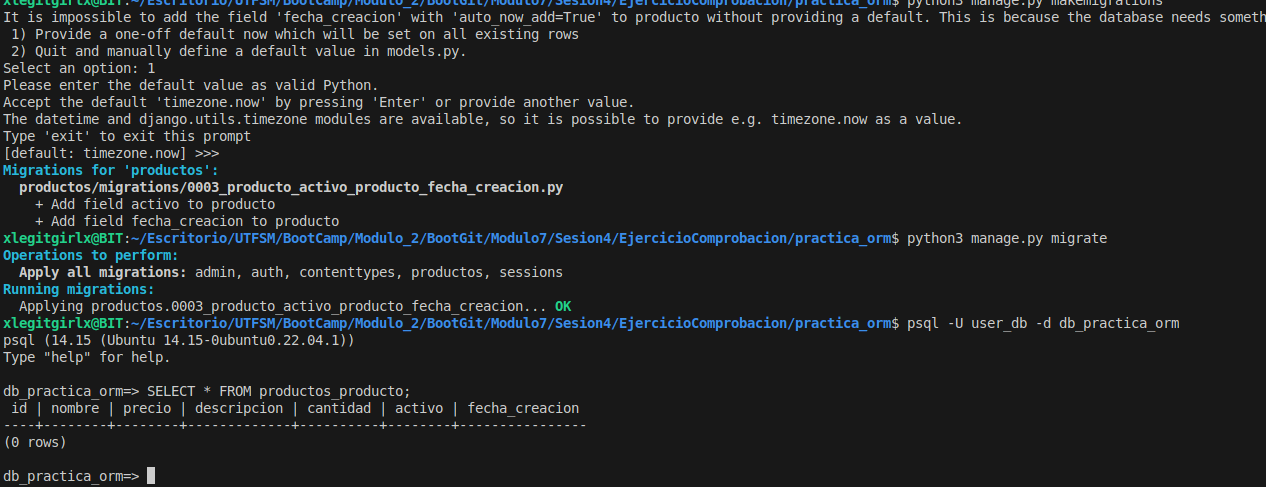 xlegitgirlx@BIT:~/Escritorio/UTFSM/BootCamp/Modulo_2/BootGit/Modulo7/Sesion4/EjercicioComprobacion/practica_orm$ python3 manage.py makemigrations
It is impossible to add the field 'fecha_creacion' with 'auto_now_add=True' to producto without providing a default. This is because the database needs someth
 1) Provide a one-off default now which will be set on all existing rows
 2) Quit and manually define a default value in models.py.
Select an option: 1
Please enter the default value as valid Python.
Accept the default 'timezone.now' by pressing 'Enter' or provide another value.
The datetime and django.utils.timezone modules are available, so it is possible to provide e.g. timezone.now as a value.
Type 'exit' to exit this prompt
[default: timezone.now] >>>
Migrations for 'productos':
  productos/migrations/0003_producto_activo_producto_fecha_creacion.py
    + Add field activo to producto
    + Add field fecha_creacion to producto
xlegitgirlx@BIT:~/Escritorio/UTFSM/BootCamp/Modulo_2/BootGit/Modulo7/Sesion4/EjercicioComprobacion/practica_orm$ python3 manage.py migrate
Operations to perform:
  Apply all migrations: admin, auth, contenttypes, productos, sessions
Running migrations:
  Applying productos.0003_producto_activo_producto_fecha_creacion... OK
xlegitgirlx@BIT:~/Escritorio/UTFSM/BootCamp/Modulo_2/BootGit/Modulo7/Sesion4/EjercicioComprobacion/practica_orm$ psql -U user_db -d db_practica_orm
psql (14.15 (Ubuntu 14.15-0ubuntu0.22.04.1))
Type "help" for help.

db_practica_orm=> SELECT * FROM productos_producto;
 id | nombre | precio | descripcion | cantidad | activo | fecha_creacion
----+--------+--------+-------------+----------+--------+----------------
(0 rows)

db_practica_orm=>